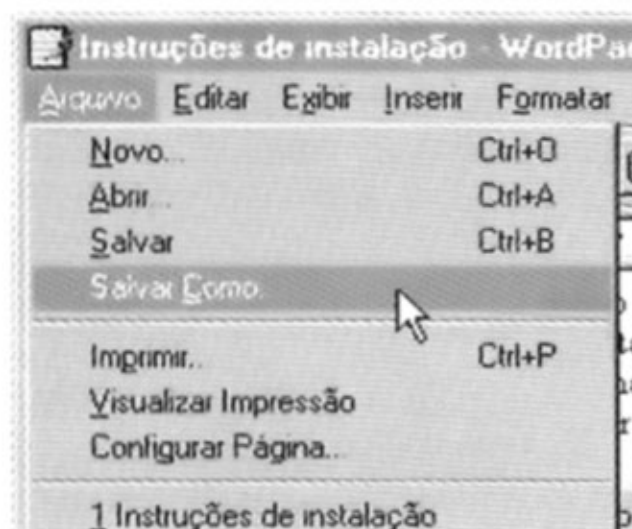 Instruções de instalação - WordPa
Arquivo Editar Exibir Inserir Formatar
Novo... Ctrl+O
Abrir... Ctrl+A
Salvar Ctrl+B
Salvar Como...
Imprimir... Ctrl+P
Visualizar Impressão
Configurar Página...
1 Instruções de instalação